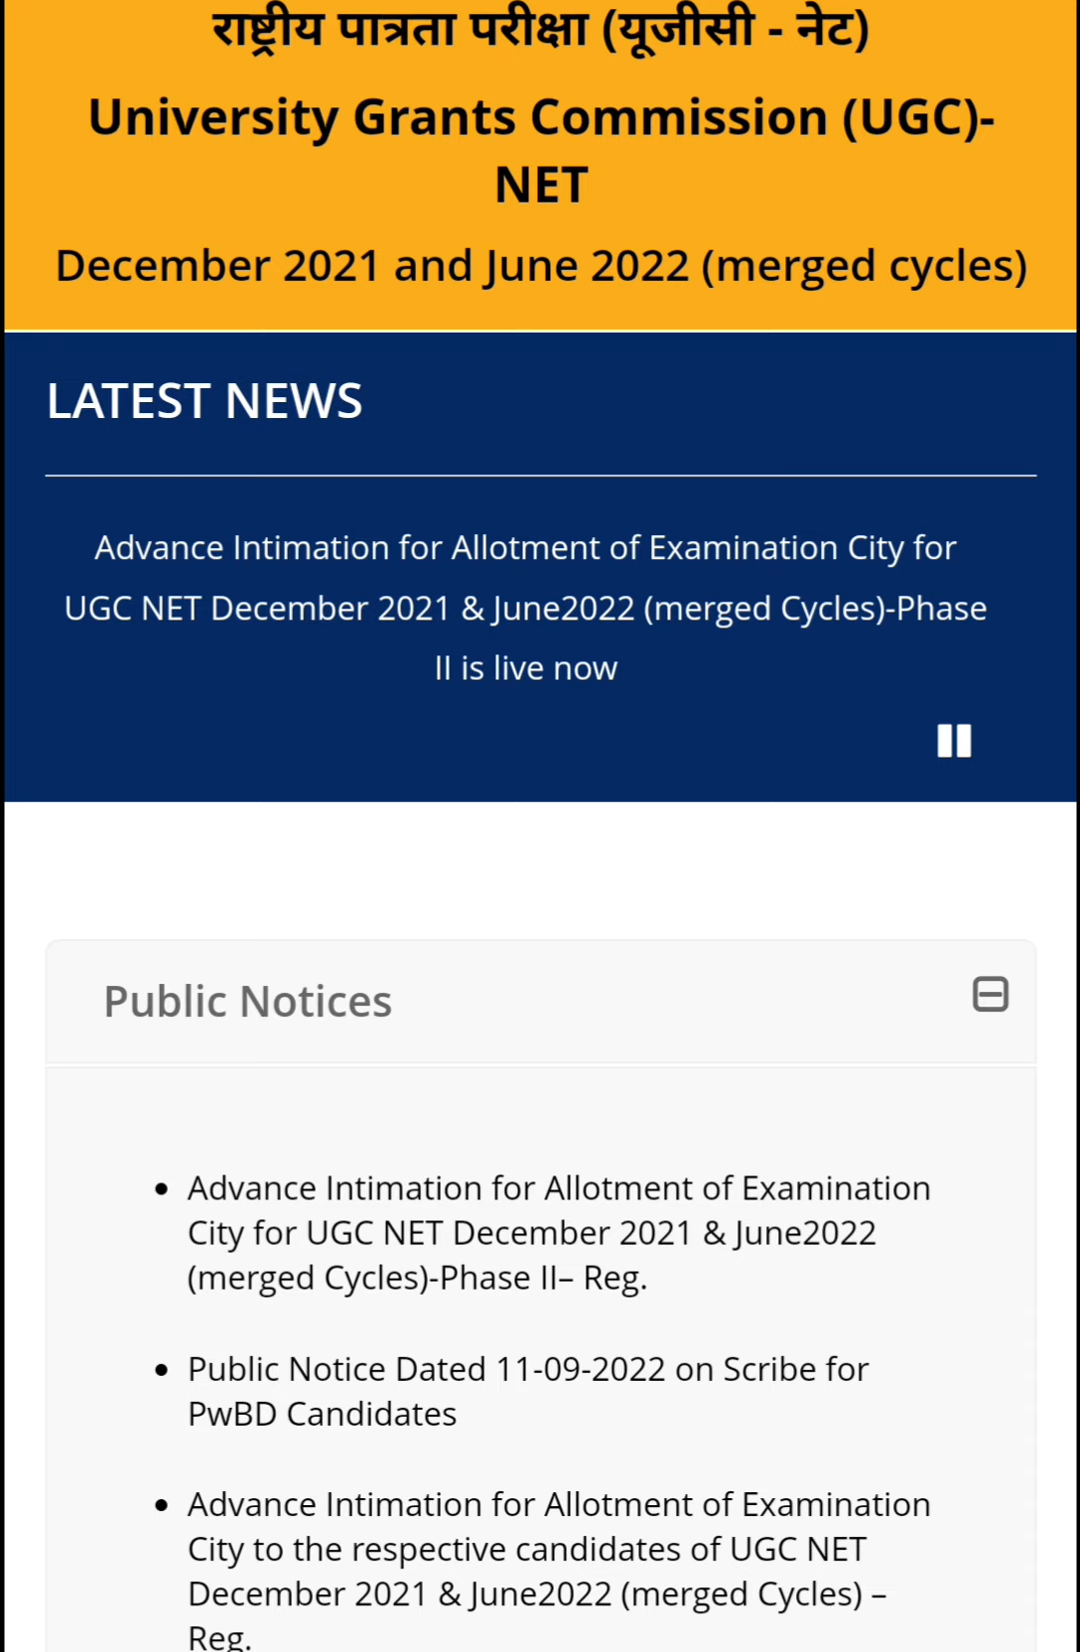 राष्ट्रीय पात्रता परीक्षा (यूजीसी - नेट)
University Grants Commission (UGC)-
NET
December 2021 and June 2022 (merged cycles)
LATEST NEWS
Advance Intimation for Allotment of Examination City for
UGC NET December 2021 & June2022 (merged Cycles)-Phase
II is live now
Public Notices
• Advance Intimation for Allotment of Examination
City for UGC NET December 2021 & June2022
(merged Cycles)-Phase II– Reg.
• Public Notice Dated 11-09-2022 on Scribe for
PwBD Candidates
• Advance Intimation for Allotment of Examination
City to the respective candidates of UGC NET
December 2021 & June2022 (merged Cycles) –
Reg.